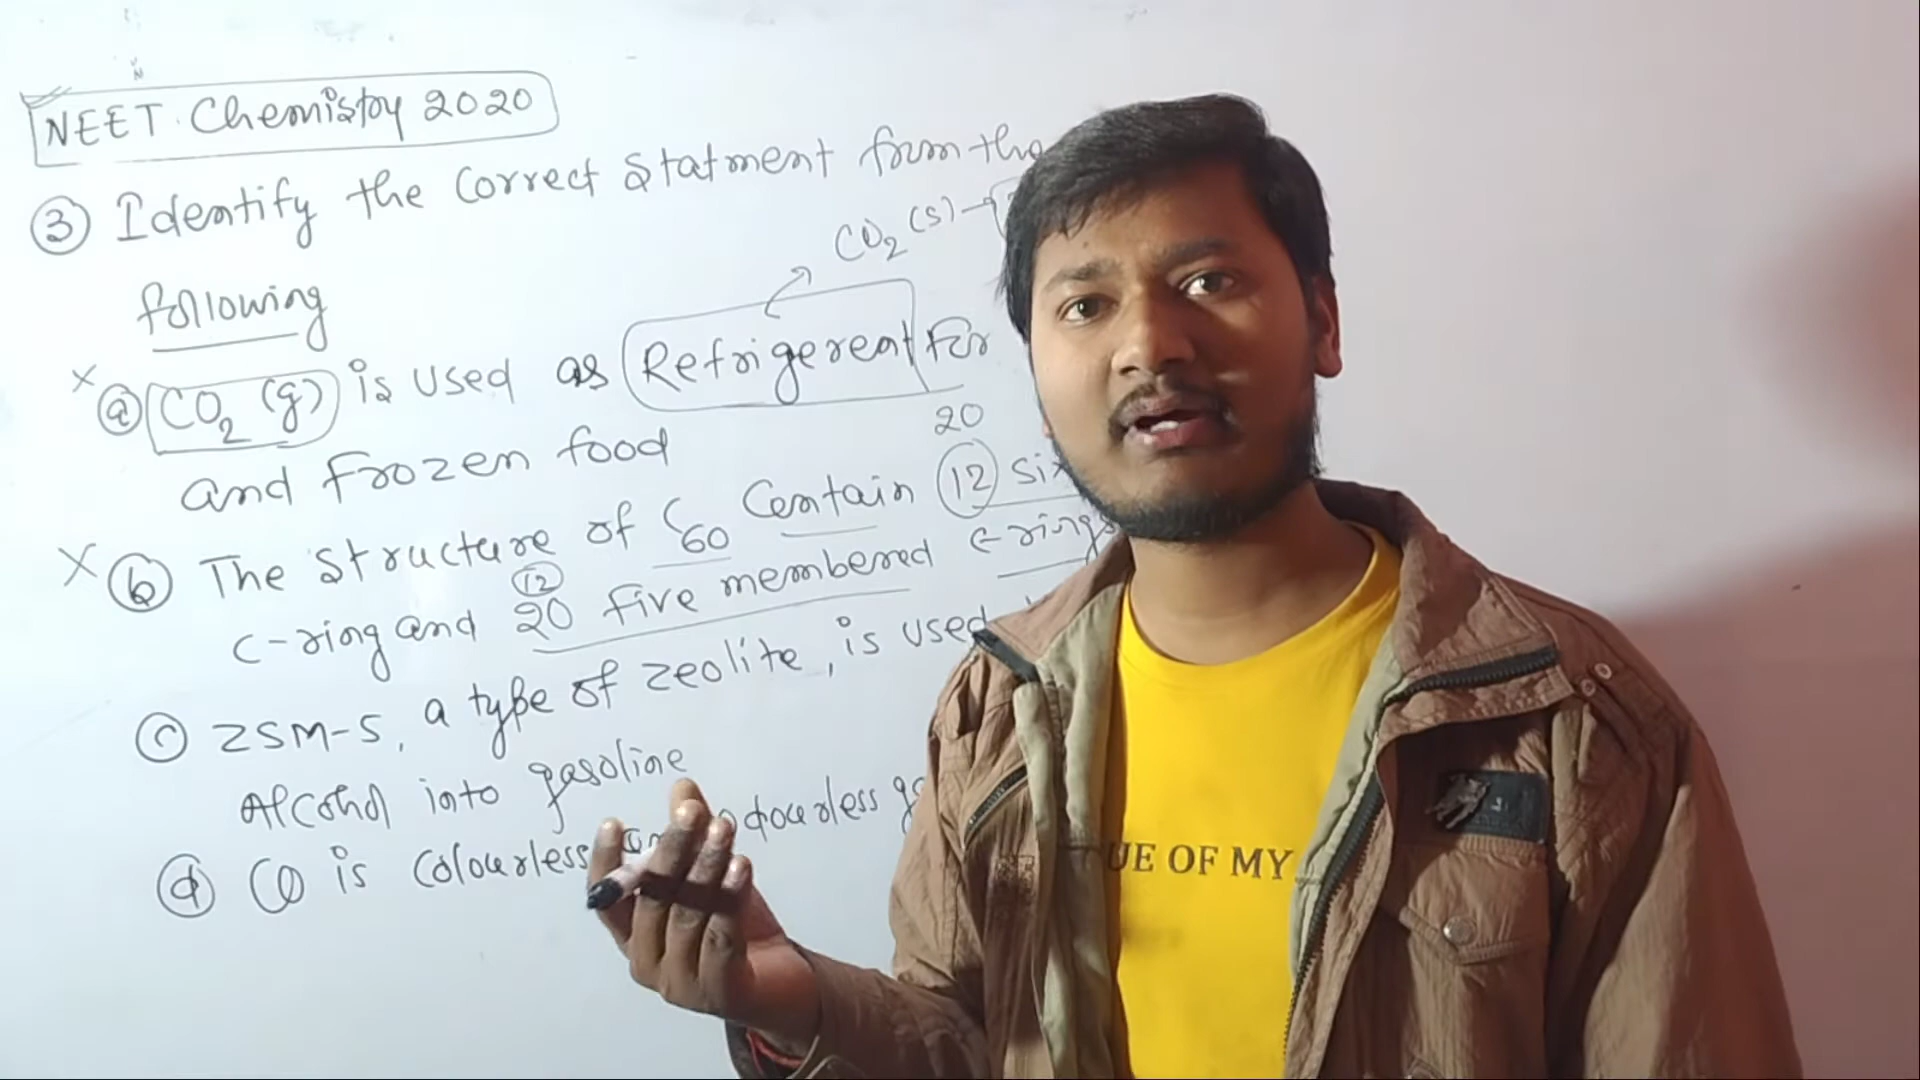 NEET. Chemistry 2020
③ Identify the Correct Statment from the
following
CO₂ (s) –
x ⓐ CO₂ (g) is used as Refrigerent For
and Frozen food
20
x ⓑ The structure of C60 Contain 12 six
12
C-ring and 20 five membered C-rings
ⓒ ZSM-5, a type of zeolite, is used
Alcohol into gasoline
ⓓ CO is Colourless odourless
UE OF MY